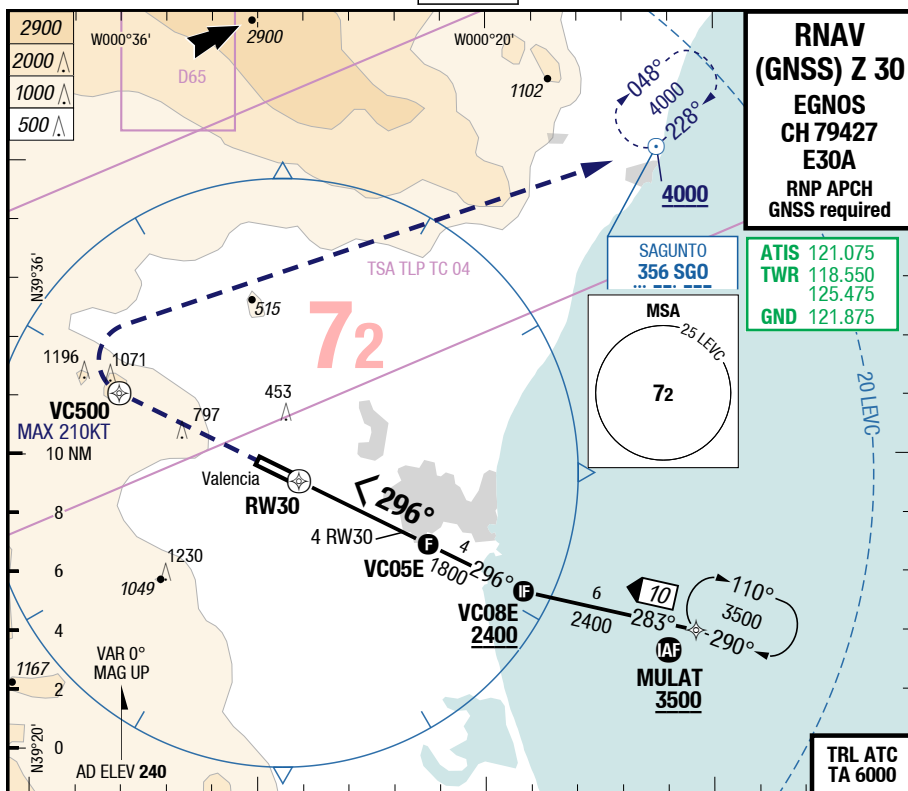 2900
2000
1000
500
W000°36'
2900
D65
W000°20'
1102
048°
4000
228°
4000
RNAV
(GNSS) Z 30
EGNOS
CH 79427
E30A
RNP APCH
GNSS required
SAGUNTO
356 SGO
ATIS 121.075
TWR 118.550
125.475
GND 121.875
N39°36'
TSA TLP TC 04
515
72
MSA
25 LEVC
72
20 LEVC
1196
1071
VC500
MAX 210KT
797
453
10 NM
Valencia
RW30
< 296°
4 RW30
8
F
VC05E
4
1800
296°
IF
VC08E
2400
6
2400
10
283°
110°
3500
290°
IAF
MULAT
3500
1230
1049
6
4
1167
2
0
VAR 0°
MAG UP
N39°20'
AD ELEV 240
TRL ATC
TA 6000